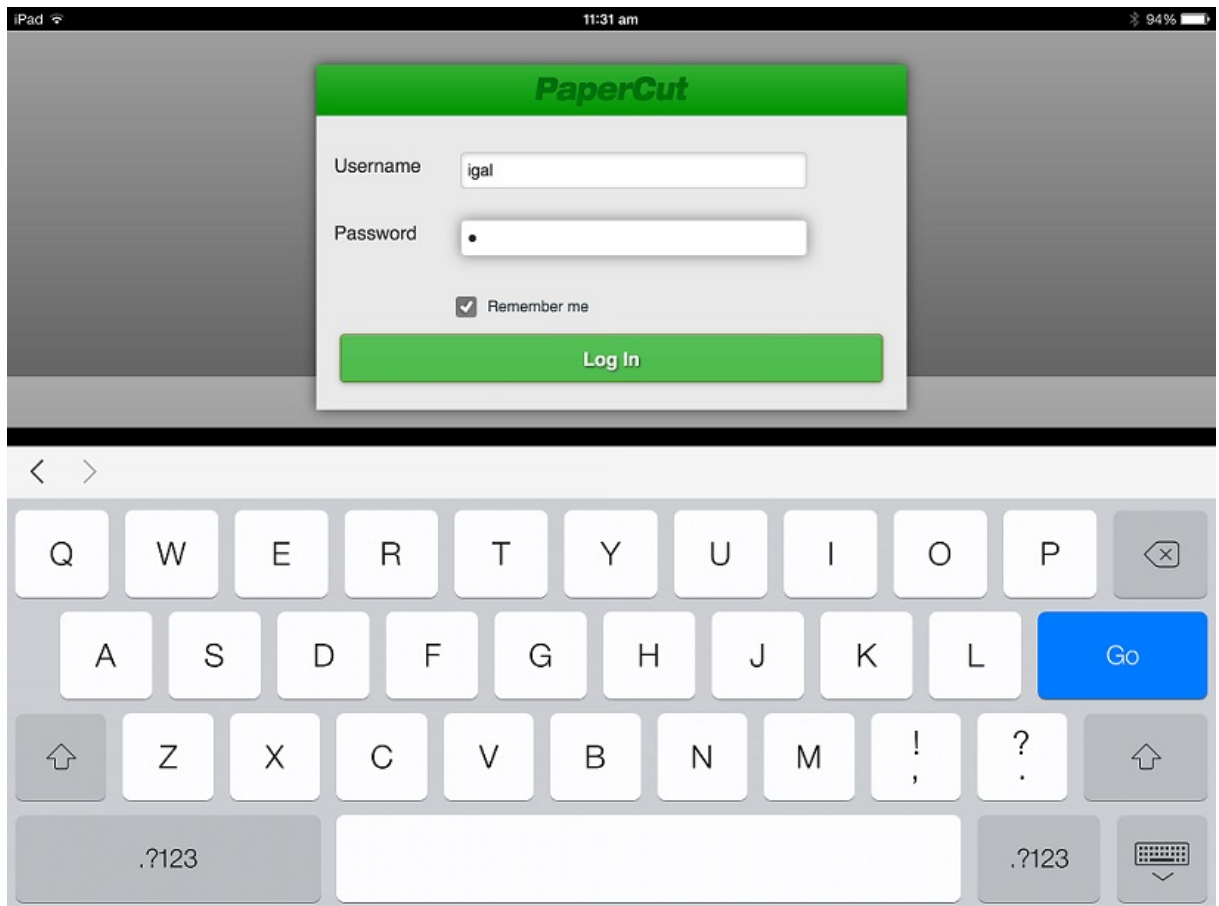 iPad 11:31 am 94%
PaperCut
Username igal
Password •
Remember me
Log In
Q W E R T Y U I O P
A S D F G H J K L Go
Z X C V B N M ! , ? .
.?123 .?123